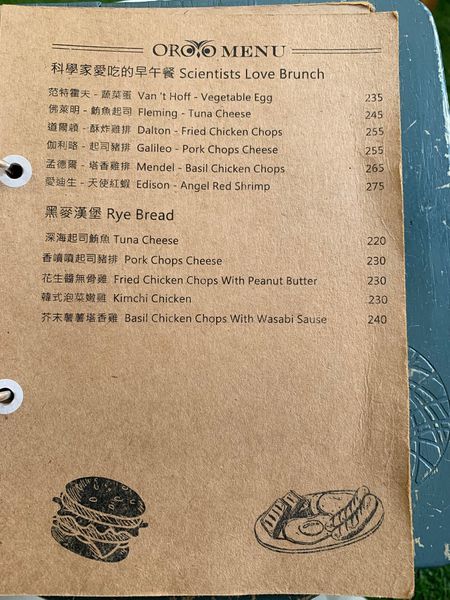 OROYO MENU
科學家愛吃的早午餐 Scientists Love Brunch
范特霍夫 - 蔬菜蛋 Van 't Hoff - Vegetable Egg 235
佛萊明 - 鮪魚起司 Fleming - Tuna Cheese 245
道爾頓 - 酥炸雞排 Dalton - Fried Chicken Chops 255
伽利略 - 起司豬排 Galileo - Pork Chops Cheese 255
孟德爾 - 塔香雞排 Mendel - Basil Chicken Chops 265
愛迪生 - 天使紅蝦 Edison - Angel Red Shrimp 275
黑麥漢堡 Rye Bread
深海起司鮪魚 Tuna Cheese 220
香噴噴起司豬排 Pork Chops Cheese 230
花生醬無骨雞 Fried Chicken Chops With Peanut Butter 230
韓式泡菜嫩雞 Kimchi Chicken 230
芥末薯薯塔香雞 Basil Chicken Chops With Wasabi Sause 240